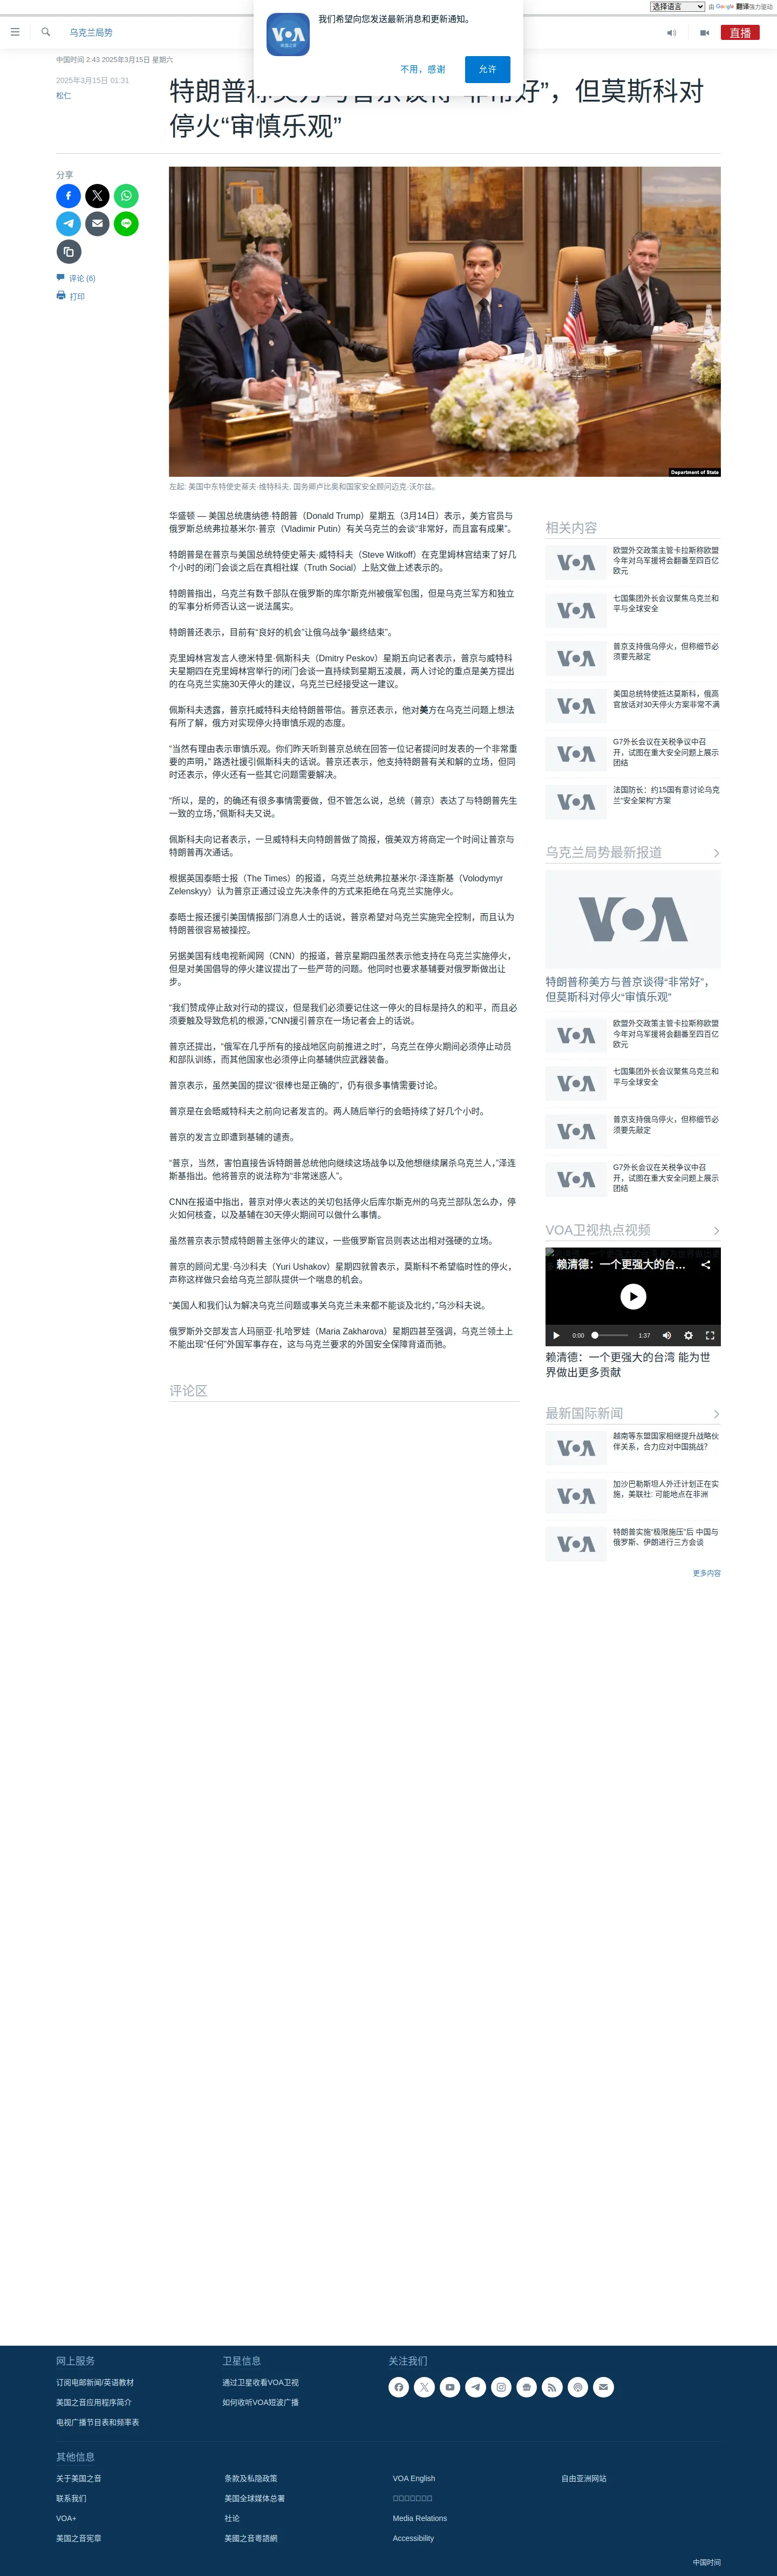 选择语言 由 Google 翻译强力驱动
我们希望向您发送最新消息和更新通知。
VOA
美国之音
不用，感谢
允许
乌克兰局势
直播
中国时间 2:43 2025年3月15日 星期六
2025年3月15日 01:31
松仁
好”，但莫斯科对
停火“审慎乐观”
分享
评论 (6)
打印
Department of State
左起: 美国中东特使史蒂夫·维特科夫, 国务卿卢比奥和国家安全顾问迈克·沃尔兹。
华盛顿 — 美国总统唐纳德·特朗普（Donald Trump）星期五（3月14日）表示，美方官员与
俄罗斯总统弗拉基米尔·普京（Vladimir Putin）有关乌克兰的会谈“非常好，而且富有成果”。
特朗普是在普京与美国总统特使史蒂夫·威特科夫（Steve Witkoff）在克里姆林宫结束了好几
个小时的闭门会谈之后在真相社媒（Truth Social）上贴文做上述表示的。
特朗普指出，乌克兰有数千部队在俄罗斯的库尔斯克州被俄军包围，但是乌克兰军方和独立
的军事分析师否认这一说法属实。
特朗普还表示，目前有“良好的机会”让俄乌战争“最终结束”。
克里姆林宫发言人德米特里·佩斯科夫（Dmitry Peskov）星期五向记者表示，普京与威特科
夫星期四在克里姆林宫举行的闭门会谈一直持续到星期五凌晨，两人讨论的重点是美方提出
的在乌克兰实施30天停火的建议，乌克兰已经接受这一建议。
佩斯科夫透露，普京托威特科夫给特朗普带信。普京还表示，他对美方在乌克兰问题上想法
有所了解，俄方对实现停火持审慎乐观的态度。
“当然有理由表示审慎乐观。你们昨天听到普京总统在回答一位记者提问时发表的一个非常重
要的声明，” 路透社援引佩斯科夫的话说。普京还表示，他支持特朗普有关和解的立场，但同
时还表示，停火还有一些其它问题需要解决。
“所以，是的，的确还有很多事情需要做，但不管怎么说，总统（普京）表达了与特朗普先生
一致的立场，”佩斯科夫又说。
佩斯科夫向记者表示，一旦威特科夫向特朗普做了简报，俄美双方将商定一个时间让普京与
特朗普再次通话。
根据英国泰晤士报（The Times）的报道，乌克兰总统弗拉基米尔·泽连斯基（Volodymyr
Zelenskyy）认为普京正通过设立先决条件的方式来拒绝在乌克兰实施停火。
泰晤士报还援引美国情报部门消息人士的话说，普京希望对乌克兰实施完全控制，而且认为
特朗普很容易被操控。
另据美国有线电视新闻网（CNN）的报道，普京星期四虽然表示他支持在乌克兰实施停火，
但是对美国倡导的停火建议提出了一些严苛的问题。他同时也要求基辅要对俄罗斯做出让
步。
“我们赞成停止敌对行动的提议，但是我们必须要记住这一停火的目标是持久的和平，而且必
须要触及导致危机的根源，”CNN援引普京在一场记者会上的话说。
普京还提出，“俄军在几乎所有的接战地区向前推进之时”，乌克兰在停火期间必须停止动员
和部队训练，而其他国家也必须停止向基辅供应武器装备。
普京表示，虽然美国的提议“很棒也是正确的”，仍有很多事情需要讨论。
普京是在会晤威特科夫之前向记者发言的。两人随后举行的会晤持续了好几个小时。
普京的发言立即遭到基辅的谴责。
“普京，当然，害怕直接告诉特朗普总统他向继续这场战争以及他想继续屠杀乌克兰人，”泽连
斯基指出。他将普京的说法称为“非常迷惑人”。
CNN在报道中指出，普京对停火表达的关切包括停火后库尔斯克州的乌克兰部队怎么办，停
火如何核查，以及基辅在30天停火期间可以做什么事情。
虽然普京表示赞成特朗普主张停火的建议，一些俄罗斯官员则表达出相对强硬的立场。
普京的顾问尤里·乌沙科夫（Yuri Ushakov）星期四就曾表示，莫斯科不希望临时性的停火，
声称这样做只会给乌克兰部队提供一个喘息的机会。
“美国人和我们认为解决乌克兰问题或事关乌克兰未来都不能谈及北约，”乌沙科夫说。
俄罗斯外交部发言人玛丽亚·扎哈罗娃（Maria Zakharova）星期四甚至强调，乌克兰领土上
不能出现“任何”外国军事存在，这与乌克兰要求的外国安全保障背道而驰。
评论区
相关内容
VOA
欧盟外交政策主管卡拉斯称欧盟
今年对乌军援将会翻番至四百亿
欧元
VOA
七国集团外长会议聚焦乌克兰和
平与全球安全
VOA
普京支持俄乌停火，但称细节必
须要先敲定
VOA
美国总统特使抵达莫斯科，俄高
官放话对30天停火方案非常不满
VOA
G7外长会议在关税争议中召
开，试图在重大安全问题上展示
团结
VOA
法国防长：约15国有意讨论乌克
兰“安全架构”方案
乌克兰局势最新报道
VOA
特朗普称美方与普京谈得“非常好”，
但莫斯科对停火“审慎乐观”
VOA
欧盟外交政策主管卡拉斯称欧盟
今年对乌军援将会翻番至四百亿
欧元
VOA
七国集团外长会议聚焦乌克兰和
平与全球安全
VOA
普京支持俄乌停火，但称细节必
须要先敲定
VOA
G7外长会议在关税争议中召
开，试图在重大安全问题上展示
团结
VOA卫视热点视频
赖清德：一个更强大的台...
0:00 1:37
赖清德：一个更强大的台湾 能为世
界做出更多贡献
最新国际新闻
VOA
越南等东盟国家相继提升战略伙
伴关系，合力应对中国挑战？
VOA
加沙巴勒斯坦人外迁计划正在实
施，美联社: 可能地点在非洲
VOA
特朗普实施“极限施压”后 中国与
俄罗斯、伊朗进行三方会谈
更多内容
网上服务
订阅电邮新闻/英语教材
美国之音应用程序简介
电视广播节目表和频率表
卫星信息
通过卫星收看VOA卫视
如何收听VOA短波广播
关注我们
其他信息
关于美国之音
联系我们
VOA+
美国之音宪章
条款及私隐政策
美国全球媒体总署
社论
美國之音粵語網
VOA English
Media Relations
Accessibility
自由亚洲网站
中国时间